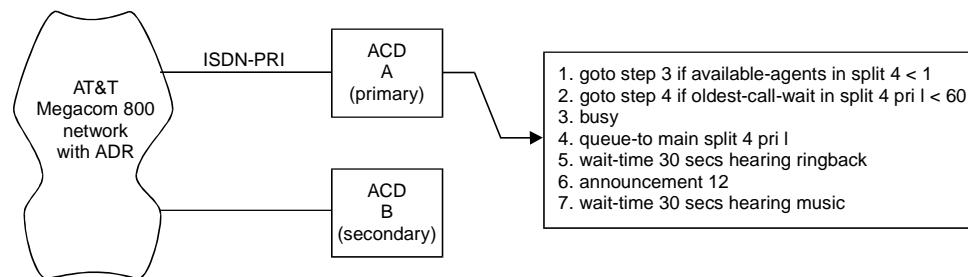 AT&T
Megacom 800
network
with ADR
ISDN-PRI
ACD
A
(primary)
ACD
B
(secondary)
1. goto step 3 if available-agents in split 4 < 1
2. goto step 4 if oldest-call-wait in split 4 pri l < 60
3. busy
4. queue-to main split 4 pri l
5. wait-time 30 secs hearing ringback
6. announcement 12
7. wait-time 30 secs hearing music